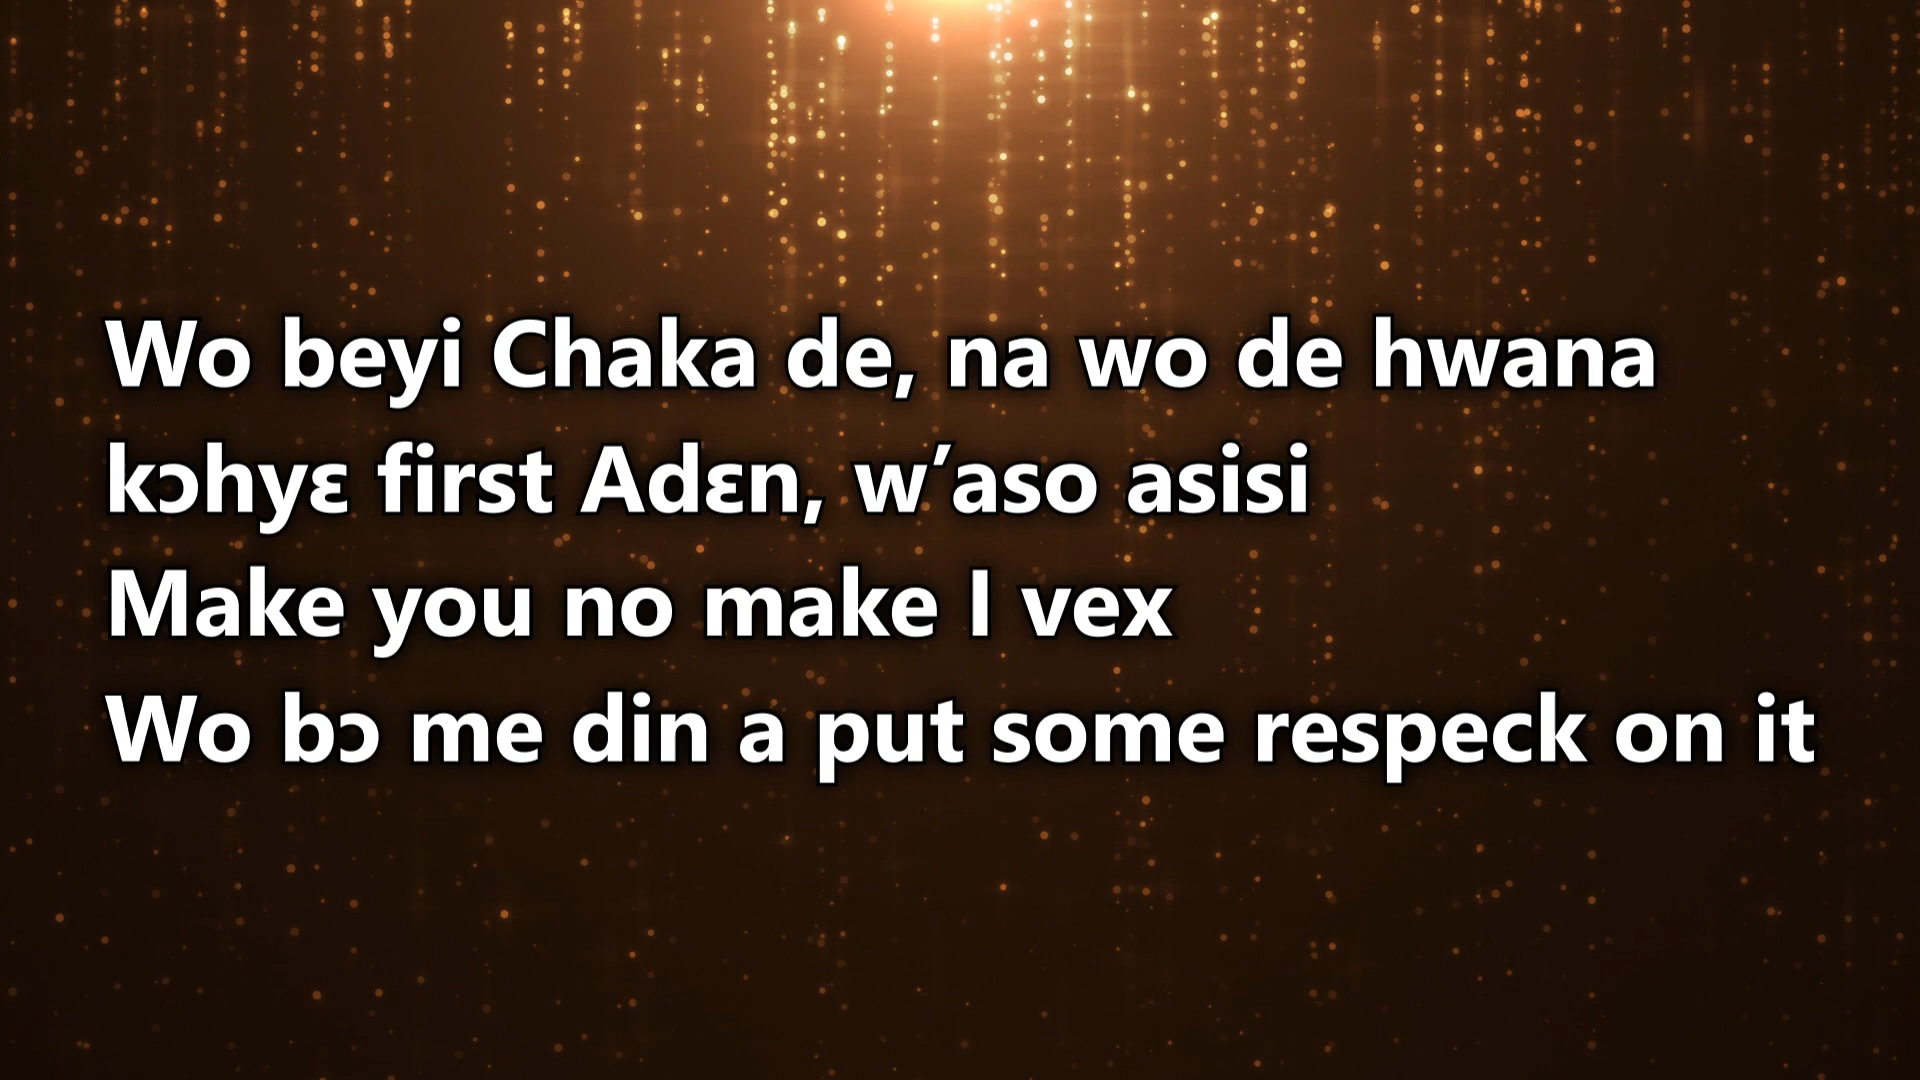 Wo beyi Chaka de, na wo de hwana
kɔhyɛ first Adɛn, w’aso asisi
Make you no make I vex
Wo bɔ me din a put some respeck on it